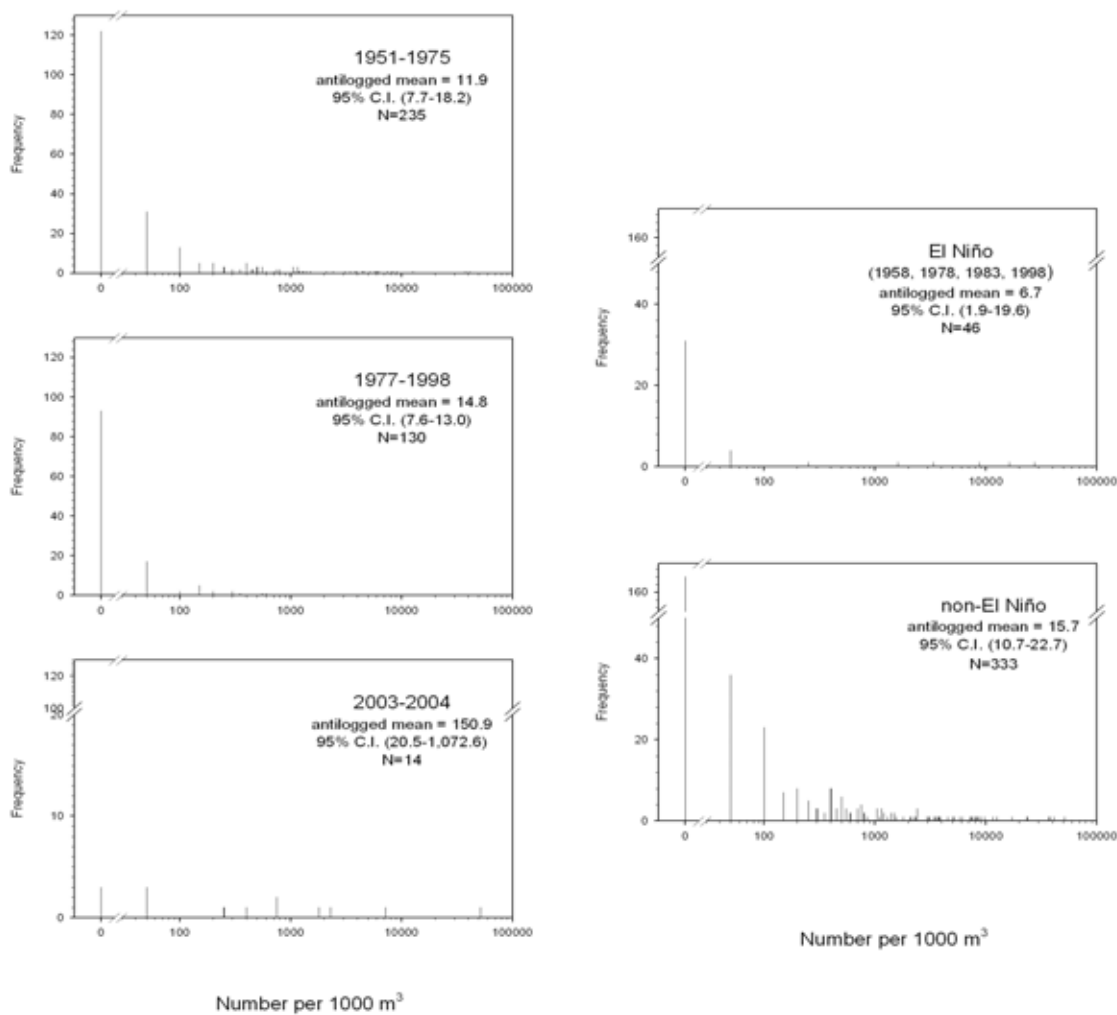 120
100
80
60
40
20
0
Frequency
1951-1975
antilogged mean = 11.9
95% C.I. (7.7-18.2)
N=235
0 100 1000 10000 100000
120
100
80
60
40
20
0
Frequency
1977-1998
antilogged mean = 14.8
95% C.I. (7.6-13.0)
N=130
0 100 1000 10000 100000
120
100
20
10
0
Frequency
2003-2004
antilogged mean = 150.9
95% C.I. (20.5-1,072.6)
N=14
0 100 1000 10000 100000
Number per 1000 m³
160
40
20
0
Frequency
El Niño
(1958, 1978, 1983, 1998)
antilogged mean = 6.7
95% C.I. (1.9-19.6)
N=46
0 100 1000 10000 100000
160
40
20
0
Frequency
non-El Niño
antilogged mean = 15.7
95% C.I. (10.7-22.7)
N=333
0 100 1000 10000 100000
Number per 1000 m³